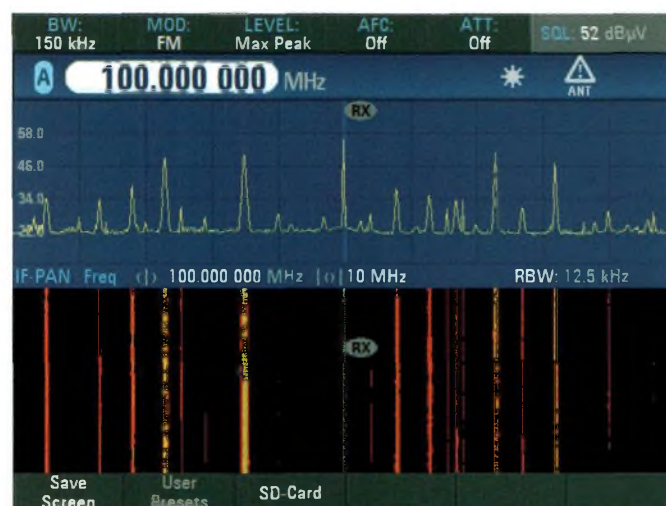 BW: MOD: LEVEL: AFC: ATT: SQL: 52 dBµV
150 kHz FM Max Peak Off Off
A 100.000 000 MHz
ANT
RX
58.0
46.0
34.0
IF-PAN Freq 100.000 000 MHz 10 MHz RBW: 12.5 kHz
RX
Save User SD-Card
Screen Presets